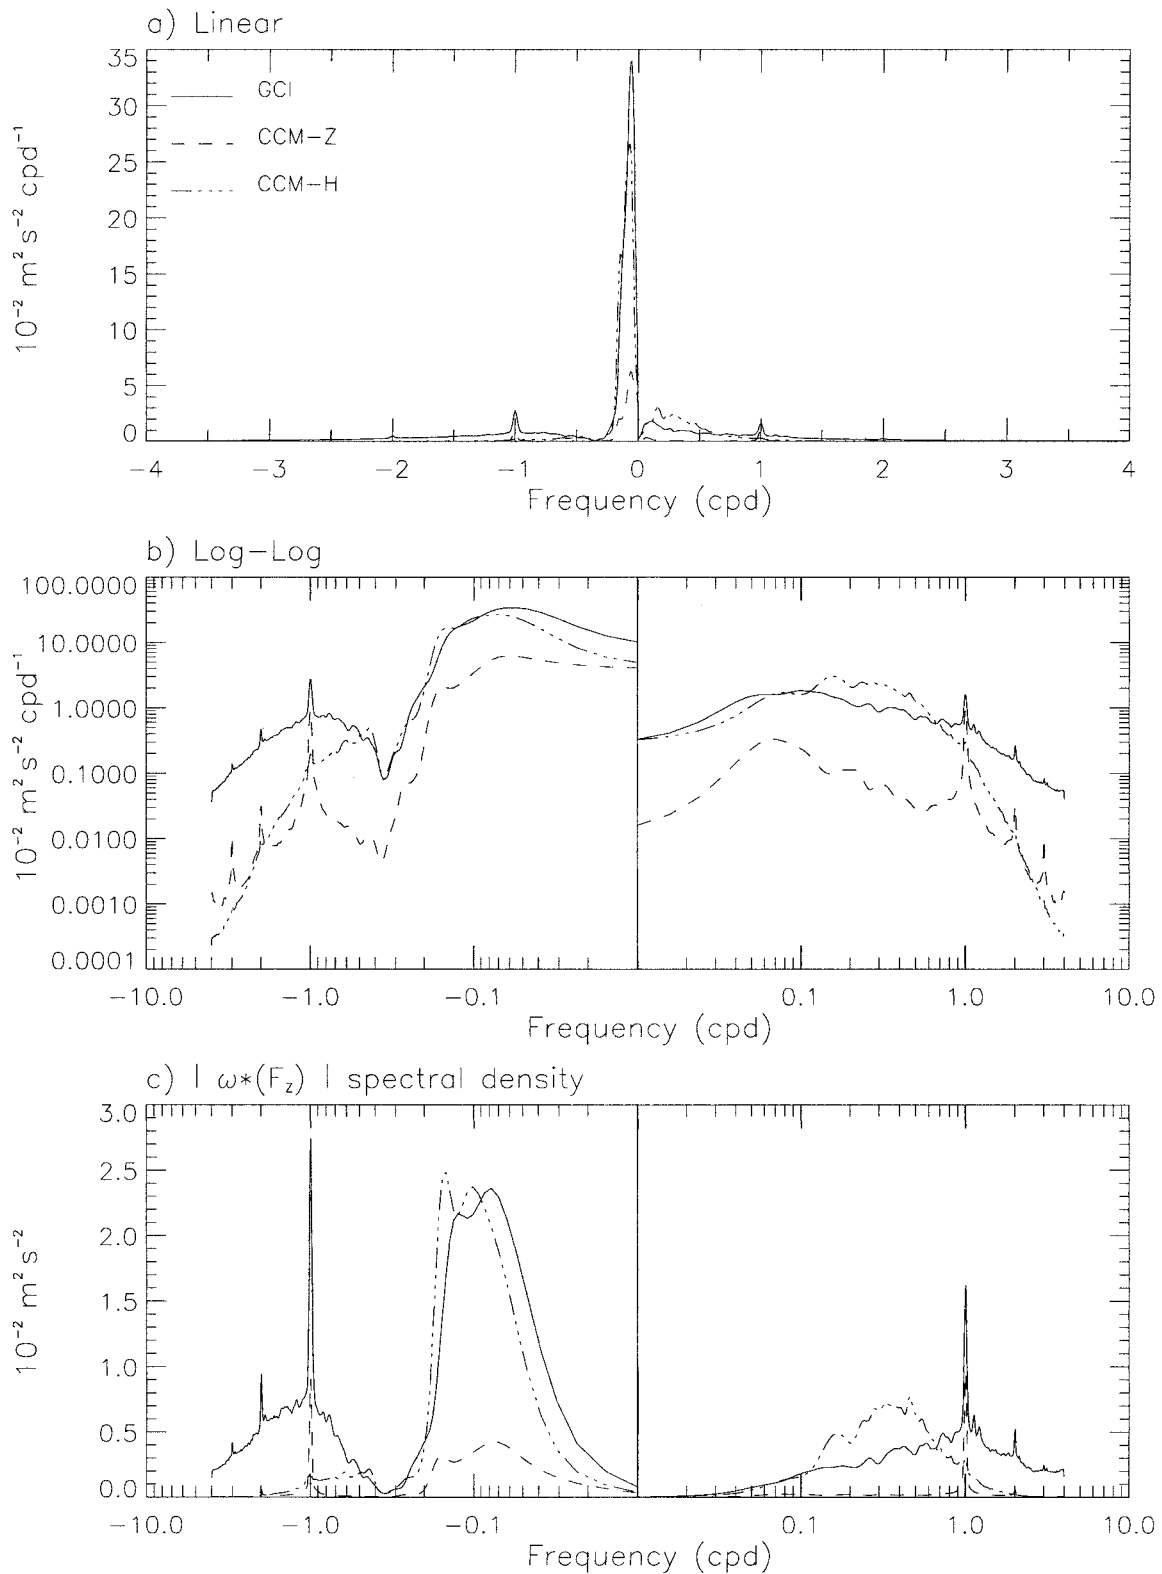 a) Linear
35
30
25
20
15
10
5
0
10⁻² m² s⁻² cpd⁻¹
GCI
CCM-Z
CCM-H
-4 -3 -2 -1 0 1 2 3 4
Frequency (cpd)
b) Log-Log
100.0000
10.0000
1.0000
0.1000
0.0100
0.0010
0.0001
10⁻² m² s⁻² cpd⁻¹
-10.0 -1.0 -0.1 0.1 1.0 10.0
Frequency (cpd)
c) | ω*(F_z) | spectral density
3.0
2.5
2.0
1.5
1.0
0.5
0.0
10⁻² m² s⁻²
-10.0 -1.0 -0.1 0.1 1.0 10.0
Frequency (cpd)